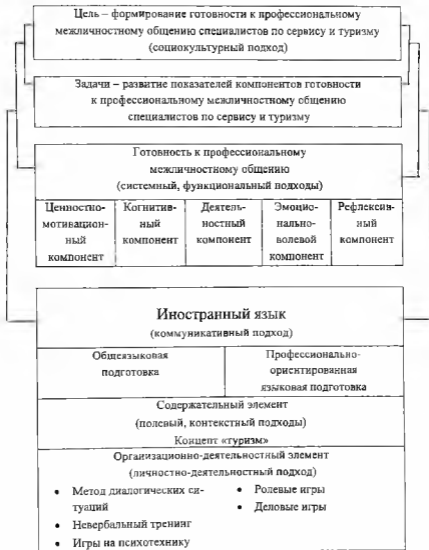 Цель – формирование готовности к профессиональному
межличностному общению специалистов по сервису и туризму
(социокультурный подход)
Задачи – развитие показателей компонентов готовности
к профессиональному межличностному общению
специалистов по сервису и туризму
Готовность к профессиональному
межличностному общению
(системный, функциональный подходы)
Ценностно-
мотивацион-
ный
компонент
Когнитив-
ный
компонент
Деятель-
ностный
компонент
Эмоцио-
нально-
волевой
компонент
Рефлексив-
ный
компонент
Иностранный язык
(коммуникативный подход)
Общеязыковая
подготовка
Профессионально-
ориентированная
языковая подготовка
Содержательный элемент
(полевый, контекстный подходы)
Концепт «туризм»
Организационно-деятельностный элемент
(личностно-деятельностный подход)
• Метод диалогических си-
туаций
• Невербальный тренинг
• Игры на психотехнику
• Ролевые игры
• Деловые игры